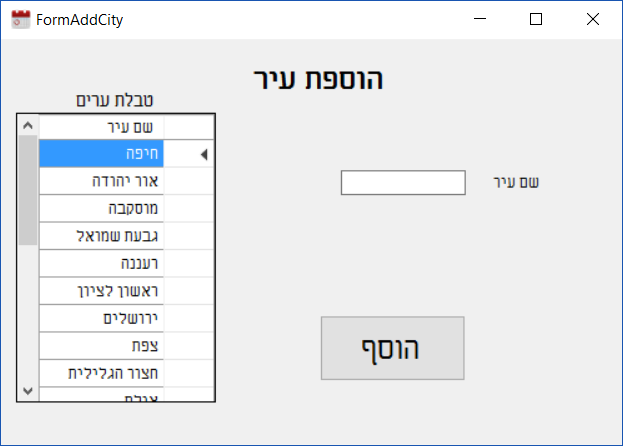 FormAddCity
הוספת עיר
טבלת ערים
שם עיר
חיפה
אור יהודה
מוסקבה
גבעת שמואל
רעננה
ראשון לציון
ירושלים
צפת
חצור הגלילית
אילת
שם עיר
הוסף